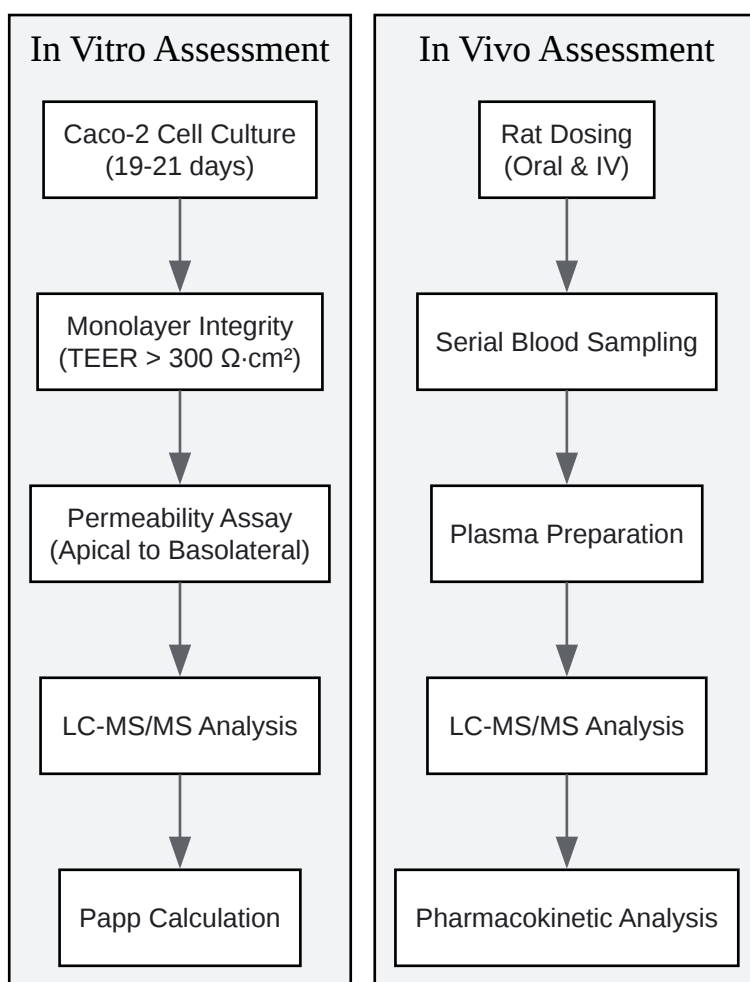 In Vitro Assessment
Caco-2 Cell Culture
(19-21 days)
Monolayer Integrity
(TEER > 300 Ω·cm²)
Permeability Assay
(Apical to Basolateral)
LC-MS/MS Analysis
Papp Calculation
In Vivo Assessment
Rat Dosing
(Oral & IV)
Serial Blood Sampling
Plasma Preparation
LC-MS/MS Analysis
Pharmacokinetic Analysis